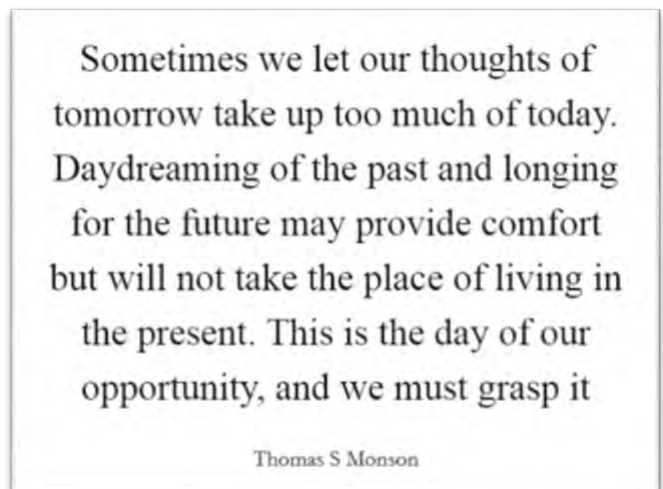 Sometimes we let our thoughts of
tomorrow take up too much of today.
Daydreaming of the past and longing
for the future may provide comfort
but will not take the place of living in
the present. This is the day of our
opportunity, and we must grasp it
Thomas S Monson